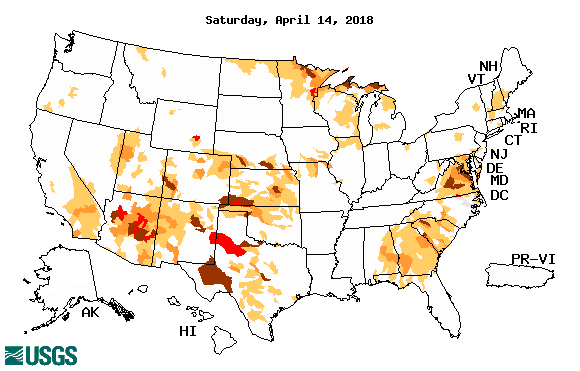 Saturday, April 14, 2018
NH
VT
MA
RI
CT
NJ
DE
MD
DC
PR-VI
AK
HI
USGS